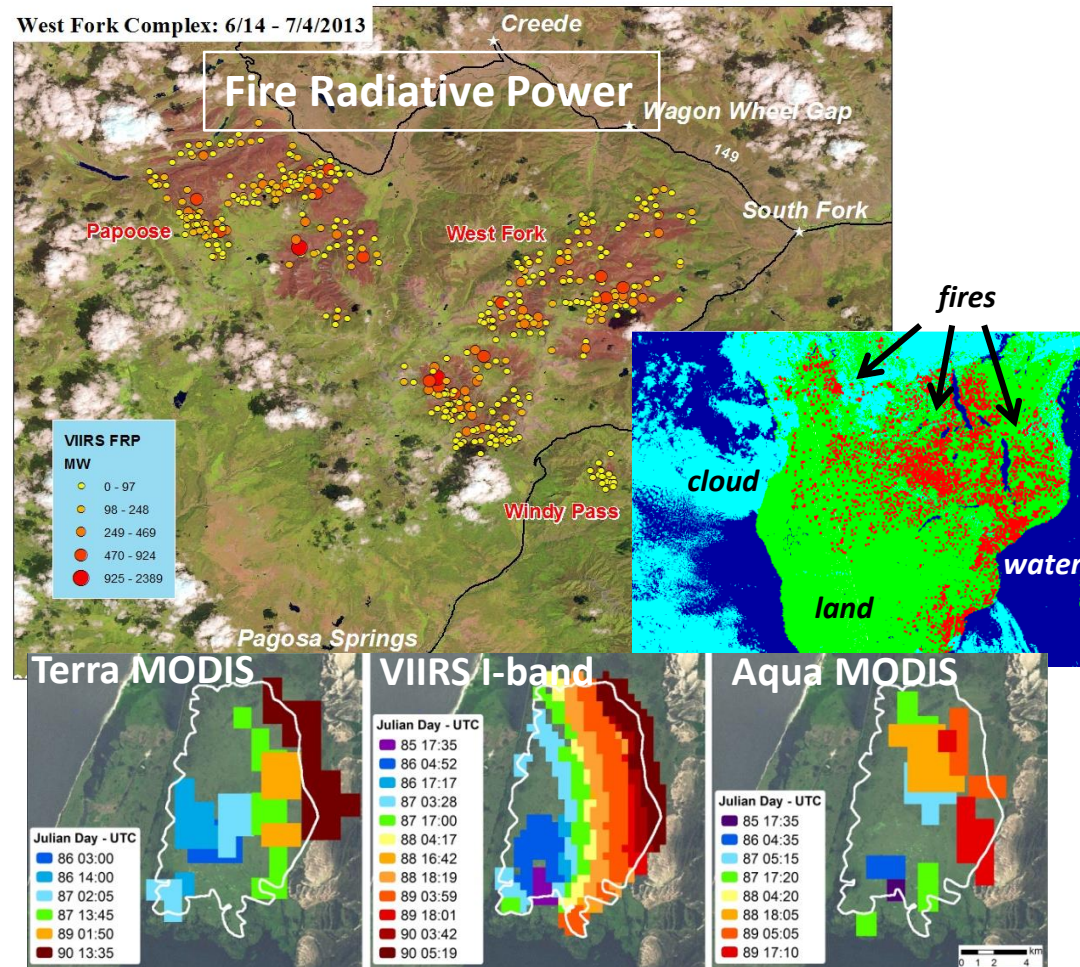 West Fork Complex: 6/14 - 7/4/2013
Creede
Fire Radiative Power
Wagon Wheel Gap
149
South Fork
Papoose
West Fork
Windy Pass
Pagosa Springs
VIIRS FRP
MW
0 - 97
98 - 248
249 - 469
470 - 924
925 - 2389
fires
cloud
water
land
Terra MODIS
Julian Day - UTC
86 03:00
86 14:00
87 02:05
87 13:45
89 01:50
90 13:35
VIIRS I-band
Julian Day - UTC
85 17:35
86 04:52
86 17:17
87 03:28
87 17:00
88 04:17
88 16:42
88 18:19
89 03:59
89 18:01
90 03:42
90 05:19
Aqua MODIS
Julian Day - UTC
85 17:35
86 04:35
87 05:15
87 17:20
88 04:20
88 18:05
89 05:05
89 17:10
km
0 1 2 4